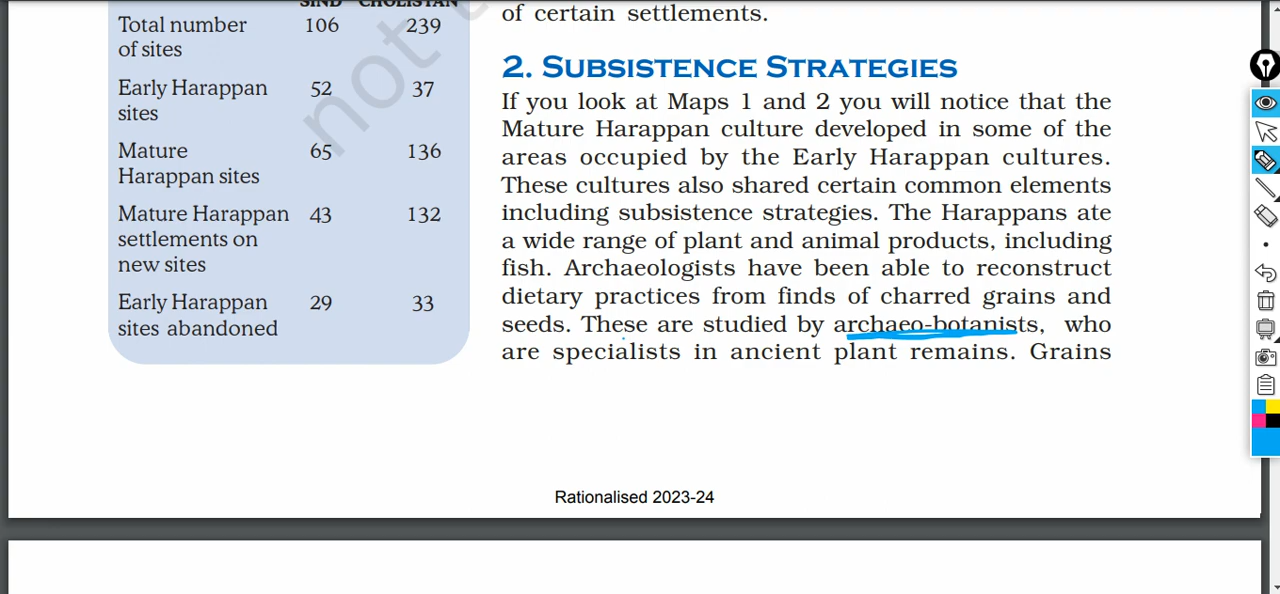 SIND CHOLISTAN
Total number 106 239
of sites
Early Harappan 52 37
sites
Mature 65 136
Harappan sites
Mature Harappan 43 132
settlements on
new sites
Early Harappan 29 33
sites abandoned
not
of certain settlements.
2. SUBSISTENCE STRATEGIES
If you look at Maps 1 and 2 you will notice that the
Mature Harappan culture developed in some of the
areas occupied by the Early Harappan cultures.
These cultures also shared certain common elements
including subsistence strategies. The Harappans ate
a wide range of plant and animal products, including
fish. Archaeologists have been able to reconstruct
dietary practices from finds of charred grains and
seeds. These are studied by archaeo-botanists, who
are specialists in ancient plant remains. Grains
Rationalised 2023-24